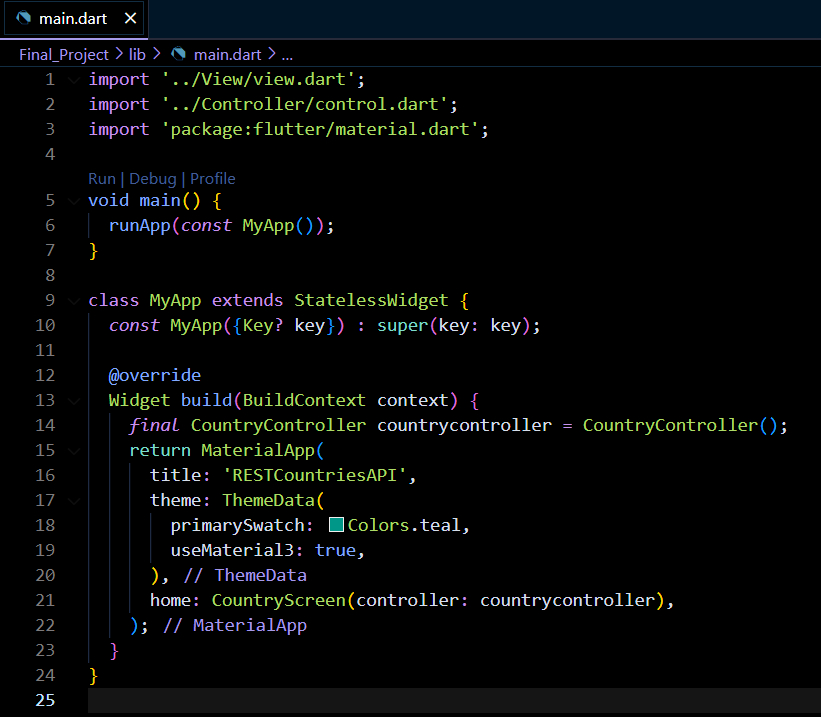 main.dart ×
Final_Project > lib > main.dart > ...
1 import '../View/view.dart';
2 import '../Controller/control.dart';
3 import 'package:flutter/material.dart';
4
Run | Debug | Profile
5 void main() {
6   runApp(const MyApp());
7 }
8
9 class MyApp extends StatelessWidget {
10   const MyApp({Key? key}) : super(key: key);
11
12   @override
13   Widget build(BuildContext context) {
14     final CountryController countrycontroller = CountryController();
15     return MaterialApp(
16       title: 'RESTCountriesAPI',
17       theme: ThemeData(
18         primarySwatch: Colors.teal,
19         useMaterial3: true,
20       ), // ThemeData
21       home: CountryScreen(controller: countrycontroller),
22     ); // MaterialApp
23   }
24 }
25